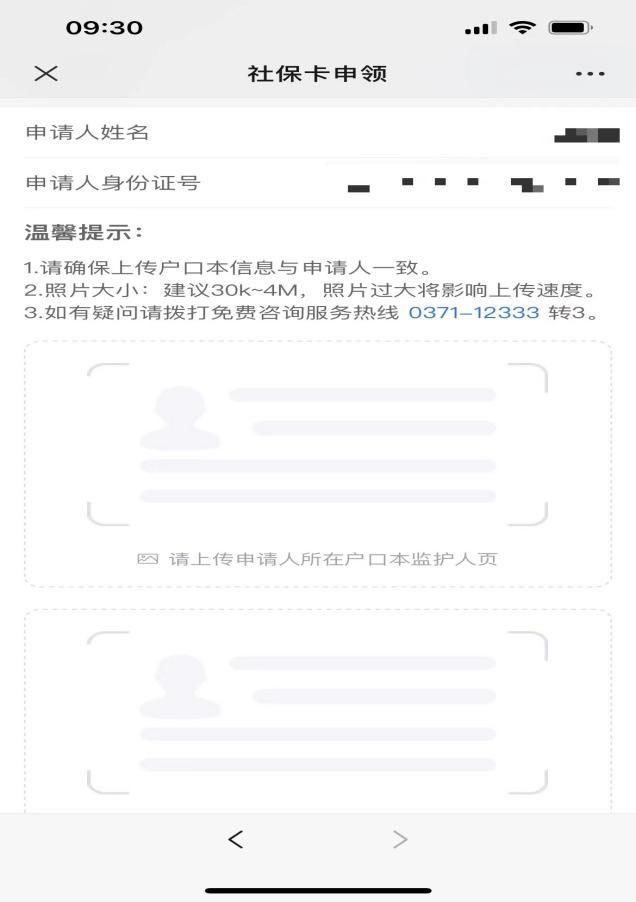 09:30
社保卡申领
申请人姓名
申请人身份证号
温馨提示：
1.请确保上传户口本信息与申请人一致。
2.照片大小：建议30k~4M，照片过大将影响上传速度。
3.如有疑问请拨打免费咨询服务热线 0371-12333 转3。
请上传申请人所在户口本监护人页